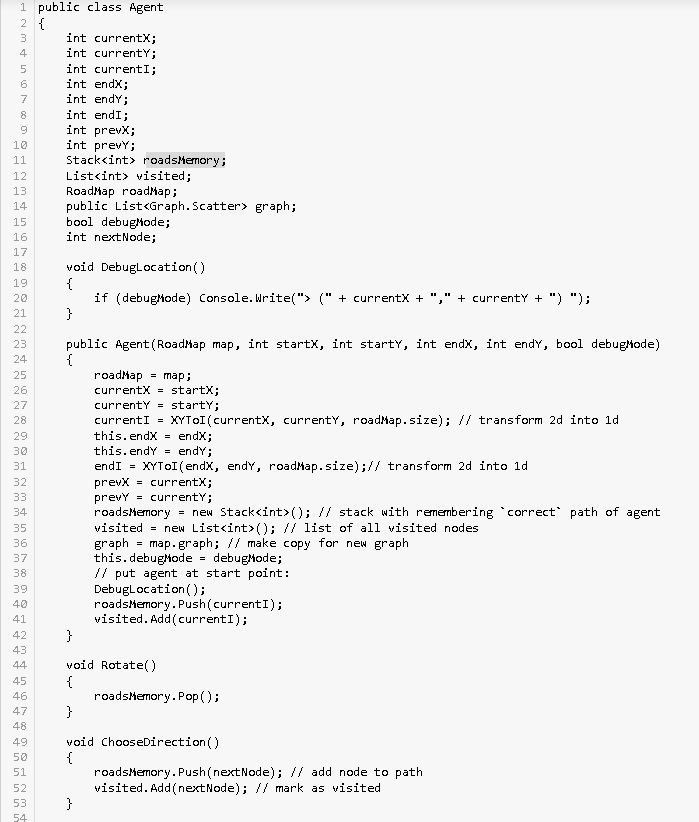 1 public class Agent
2 {
3 int currentX;
4 int currentY;
5 int currentI;
6 int endX;
7 int endY;
8 int endI;
9 int prevX;
10 int prevY;
11 Stack<int> roadsMemory;
12 List<int> visited;
13 RoadMap roadMap;
14 public List<Graph.Scatter> graph;
15 bool debugMode;
16 int nextNode;
17
18 void DebugLocation()
19 {
20 if (debugMode) Console.Write("> (" + currentX + "," + currentY + ") ");
21 }
22
23 public Agent(RoadMap map, int startX, int startY, int endX, int endY, bool debugMode)
24 {
25 roadMap = map;
26 currentX = startX;
27 currentY = startY;
28 currentI = XYToI(currentX, currentY, roadMap.size); // transform 2d into 1d
29 this.endX = endX;
30 this.endY = endY;
31 endI = XYToI(endX, endY, roadMap.size);// transform 2d into 1d
32 prevX = currentX;
33 prevY = currentY;
34 roadsMemory = new Stack<int>(); // stack with remembering `correct` path of agent
35 visited = new List<int>(); // list of all visited nodes
36 graph = map.graph; // make copy for new graph
37 this.debugMode = debugMode;
38 // put agent at start point:
39 DebugLocation();
40 roadsMemory.Push(currentI);
41 visited.Add(currentI);
42 }
43
44 void Rotate()
45 {
46 roadsMemory.Pop();
47 }
48
49 void ChooseDirection()
50 {
51 roadsMemory.Push(nextNode); // add node to path
52 visited.Add(nextNode); // mark as visited
53 }
54